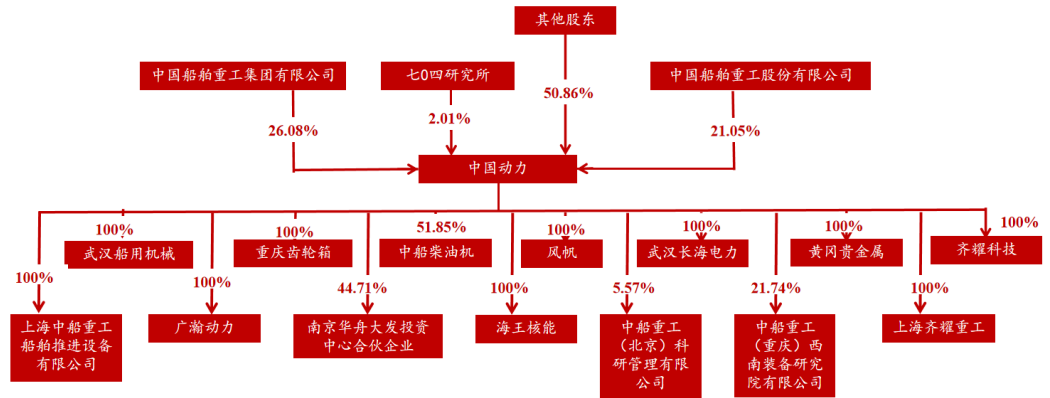 其他股东
中国船舶重工集团有限公司
七0四研究所
中国船舶重工股份有限公司
50.86%
2.01%
26.08%
21.05%
中国动力
100%
100%
51.85%
100%
100%
100%
100%
武汉船用机械
重庆齿轮箱
中船柴油机
风帆
武汉长海电力
黄冈贵金属
齐耀科技
100%
100%
44.71%
100%
5.57%
21.74%
100%
上海中船重工
船舶推进设备
有限公司
广瀚动力
南京华舟大发投资
中心合伙企业
海王核能
中船重工
（北京）科
研管理有限
公司
中船重工
（重庆）西
南装备研究
院有限公司
上海齐耀重工